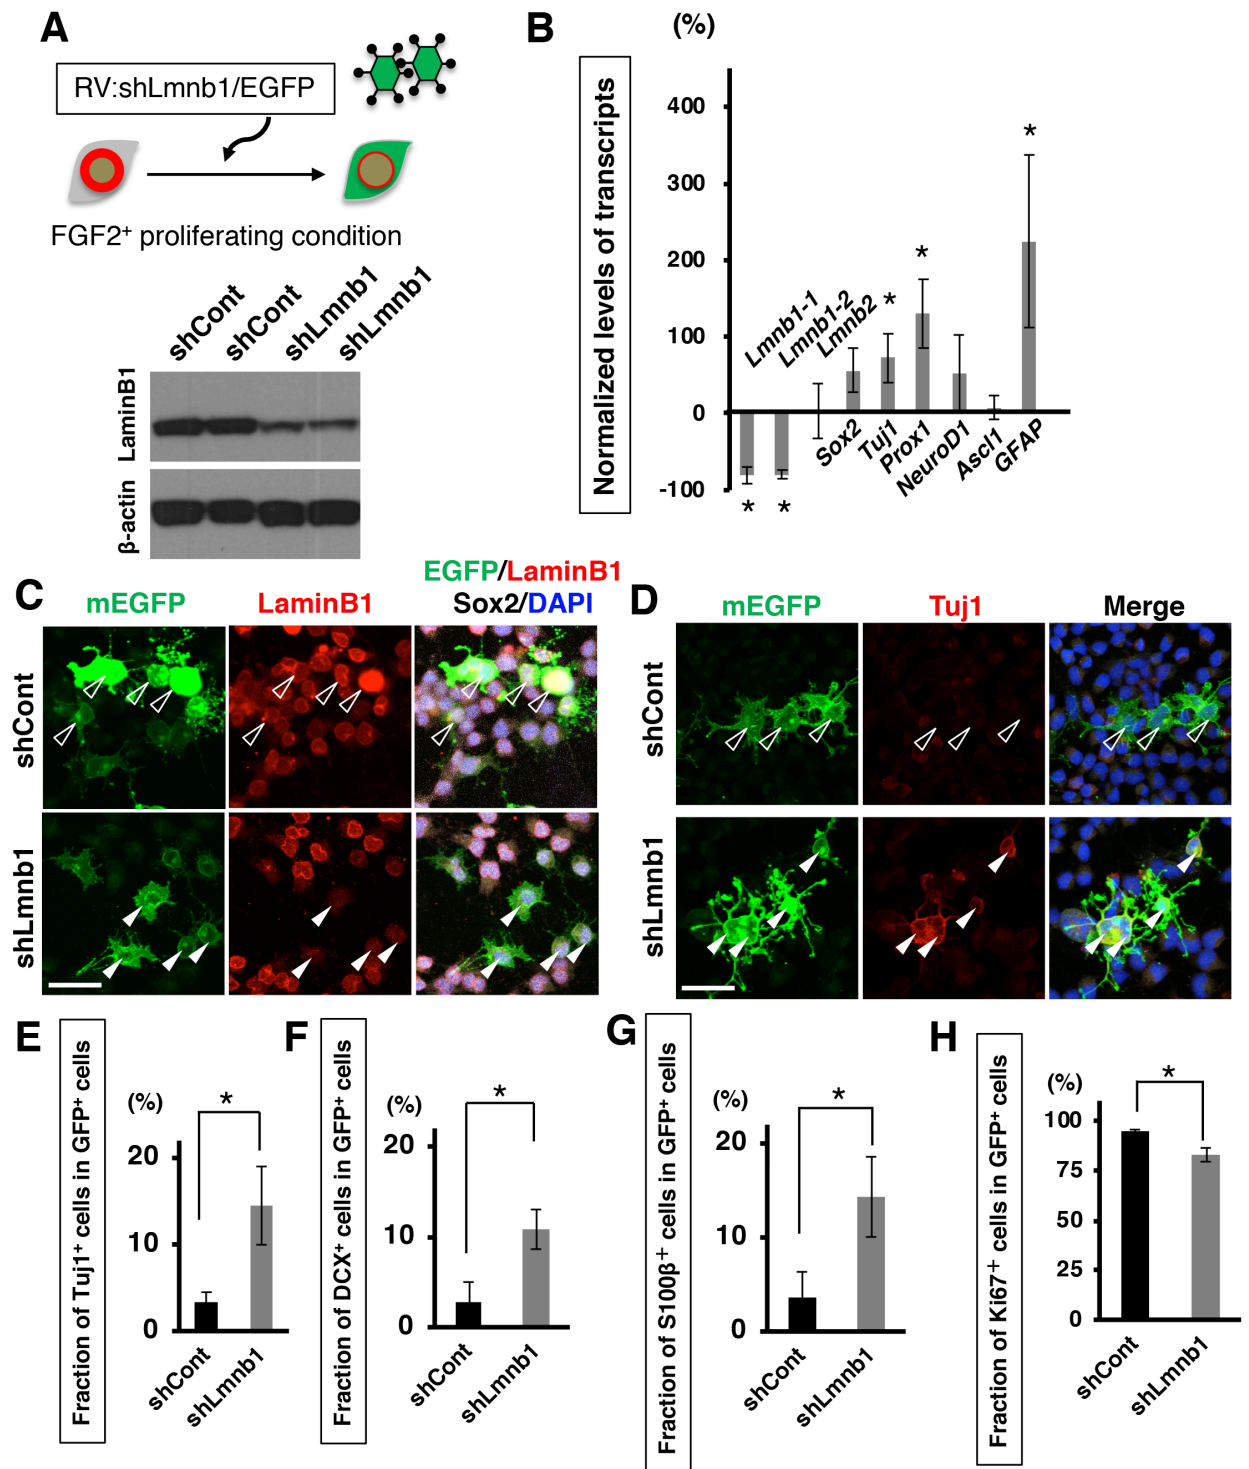 A
RV:shLmnb1/EGFP
FGF2+ proliferating condition
shCont
shCont
shLmnb1
shLmnb1
LaminB1
β-actin
B
(%)
Normalized levels of transcripts
400
300
200
100
0
-100
*
*
*
*
*
Lmnb1-1
Lmnb1-2
Lmnb2
Sox2
Tuj1
Prox1
NeuroD1
Ascl1
GFAP
C
mEGFP
LaminB1
EGFP/LaminB1
Sox2/DAPI
shCont
shLmnb1
D
mEGFP
Tuj1
Merge
shCont
shLmnb1
E
Fraction of Tuj1+ cells in GFP+ cells
(%)
*
20
10
0
shCont
shLmnb1
F
Fraction of DCX+ cells in GFP+ cells
(%)
*
20
10
0
shCont
shLmnb1
G
Fraction of S100β+ cells in GFP+ cells
(%)
*
20
10
0
shCont
shLmnb1
H
Fraction of Ki67+ cells in GFP+ cells
(%)
*
100
75
50
25
0
shCont
shLmnb1